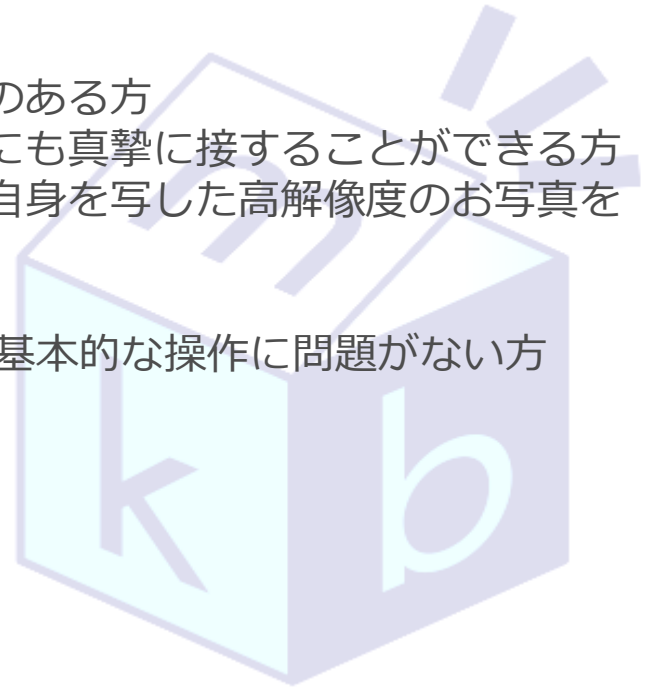 のある方
にも真摯に接することができる方
自身を写した高解像度のお写真を
基本的な操作に問題がない方
m
k b